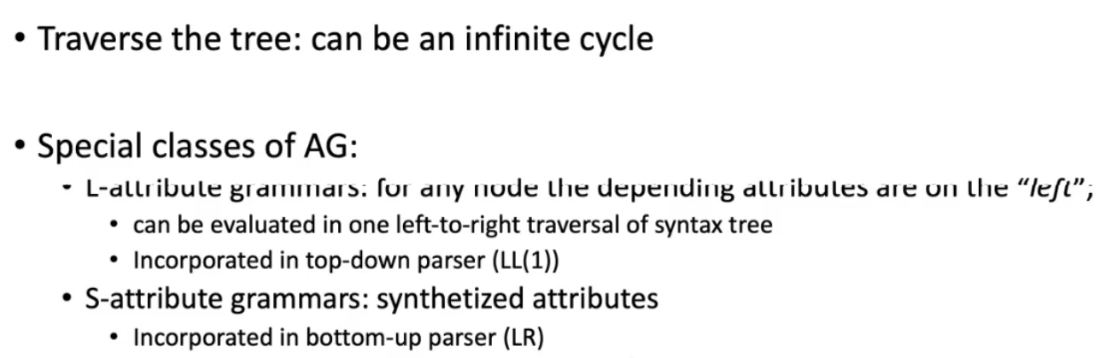 • Traverse the tree: can be an infinite cycle
• Special classes of AG:
• L-attribute grammars: for any node the depending attributes are on the “left”;
• can be evaluated in one left-to-right traversal of syntax tree
• Incorporated in top-down parser (LL(1))
• S-attribute grammars: synthetized attributes
• Incorporated in bottom-up parser (LR)